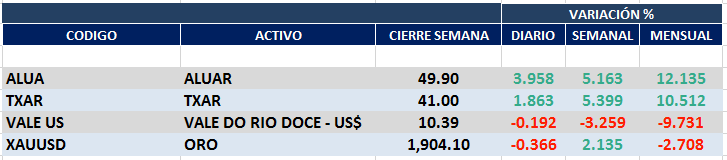 VARIACIÓN %
CODIGO ACTIVO CIERRE SEMANA DIARIO SEMANAL MENSUAL
ALUA ALUAR 49.90 3.958 5.163 12.135
TXAR TXAR 41.00 1.863 5.399 10.512
VALE US VALE DO RIO DOCE - US$ 10.39 -0.192 -3.259 -9.731
XAUUSD ORO 1,904.10 -0.366 2.135 -2.708